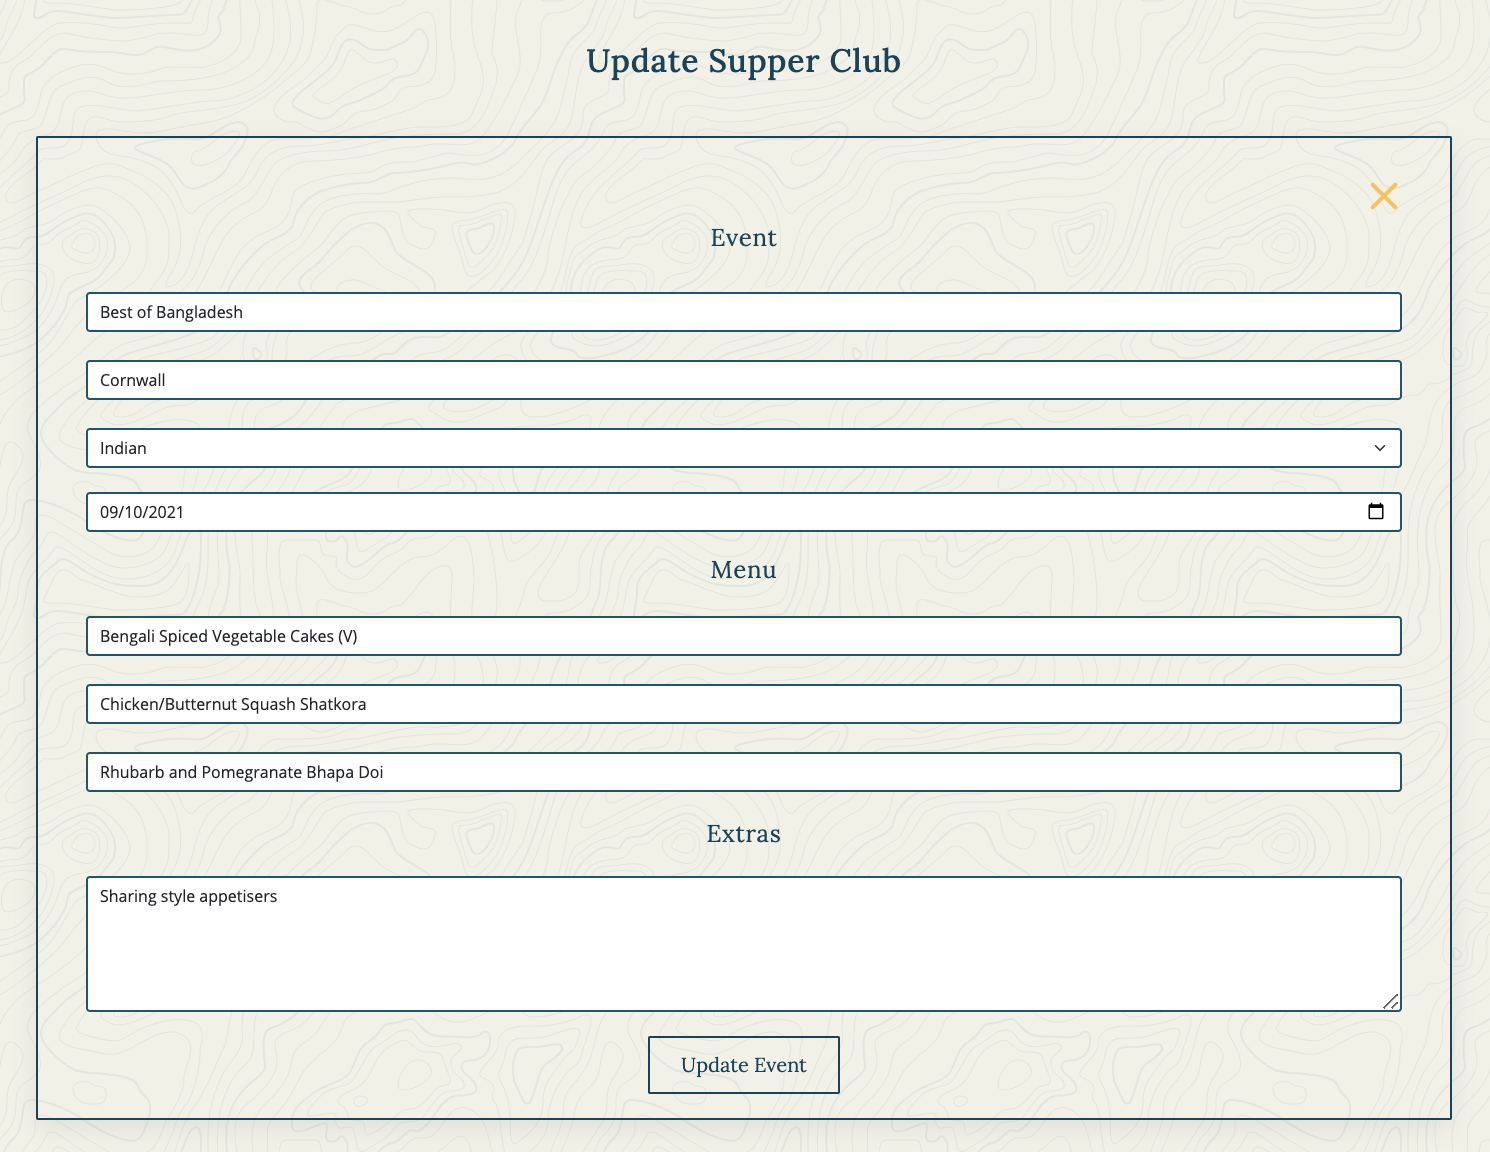 Update Supper Club
Event
Best of Bangladesh
Cornwall
Indian
09/10/2021
Menu
Bengali Spiced Vegetable Cakes (V)
Chicken/Butternut Squash Shatkora
Rhubarb and Pomegranate Bhapa Doi
Extras
Sharing style appetisers
Update Event